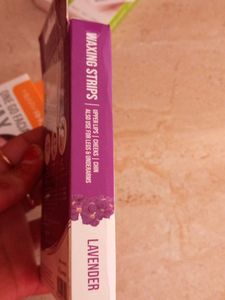 WAXING STRIPS
UPPER LIPS | CHEEKS | CHIN
ALSO USE FOR LEGS & UNDERARMS
LAVENDER